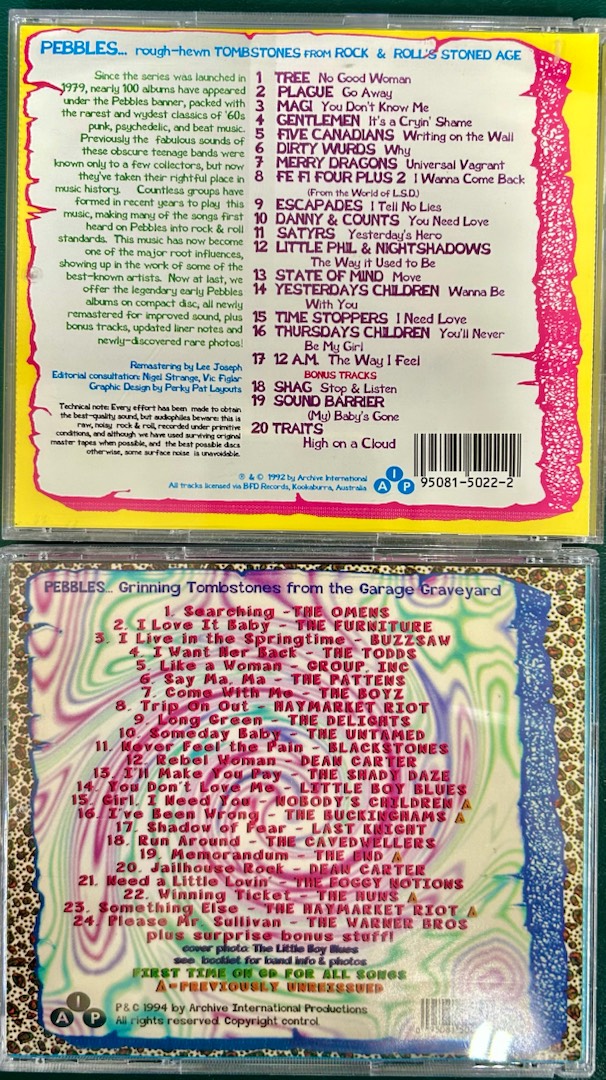 PEBBLES... rough-hewn TOMBSTONES FROM ROCK & ROLL'S STONED AGE
Since the series was launched in
1979, nearly 100 albums have appeared
under the Pebbles banner, packed with
the rarest and wydest classics of '60s
punk, psychedelic, and beat music.
Previously the fabulous sounds of
these obscure teenage bands were
known only to a few collectors, but now
they've taken their rightful place in
music history. Countless groups have
formed in recent years to play this
music, making many of the songs first
heard on Pebbles into rock & roll
standards. This music has now become
one of the major root influences,
showing up in the work of some of the
best-known artists. Now at last, we
offer the legendary early Pebbles
albums on compact disc, all newly
remastered for improved sound, plus
bonus tracks, updated liner notes and
newly-discovered rare photos!
Remastering by Lee Joseph
Editorial consultation: Nigel Strange, Vic Figlar
Graphic Design by Perky Pat Layouts
Technical note: Every effort has been made to obtain
the best-quality sound, but audiophiles beware: this is
raw, noisy rock & roll, recorded under primitive
conditions, and although we have used surviving original
master tapes when possible, and the best possible discs
otherwise, some surface noise is unavoidable.
1 TREE No Good Woman
2 PLAGUE Go Away
3 MAGI You Don't Know Me
4 GENTLEMEN It's a Cryin' Shame
5 FIVE CANADIANS Writing on the Wall
6 DIRTY WURDS Why
7 MERRY DRAGONS Universal Vagrant
8 FE FI FOUR PLUS 2 I Wanna Come Back
(From the World of L.S.D.)
9 ESCAPADES I Tell No Lies
10 DANNY & COUNTS You Need Love
11 SATYRS Yesterday's Hero
12 LITTLE PHIL & NIGHTSHADOWS
The Way it Used to Be
13 STATE OF MIND Move
14 YESTERDAYS CHILDREN Wanna Be
With You
15 TIME STOPPERS I Need Love
16 THURSDAYS CHILDREN You'll Never
Be My Girl
17 12 A.M. The Way I Feel
BONUS TRACKS
18 SHAG Stop & Listen
19 SOUND BARRIER
(My) Baby's Gone
20 TRAITS
High on a Cloud
℗ & © 1992 by Archive International
All tracks licensed via BFD Records, Kookaburra, Australia
A I P
95081-5022-2
PEBBLES... Grinning Tombstones from the Garage Graveyard
1. Searching - THE OMENS
2. I Love It Baby - THE FURNITURE
3. I Live in the Springtime - BUZZSAW
4. I Want Her Back - THE TODDS
5. Like a Woman - GROUP, INC
6. Say Ma, Ma - THE PATTENS
7. Come With Me - THE BOYZ
8. Trip On Out - HAYMARKET RIOT
9. Long Green - THE DELIGHTS
10. Someday Baby - THE UNTAMED
11. Never Feel the Pain - BLACKSTONES
12. Rebel Woman - DEAN CARTER
13. I'll Make You Pay - THE SHADY DAZE
14. You Don't Love Me - LITTLE BOY BLUES
15. Girl, I Need You - NOBODY'S CHILDREN Δ
16. I've Been Wrong - THE BUCKINGHAMS Δ
17. Shadow of Fear - LAST KNIGHT
18. Run Around - THE CAVEDWELLERS
19. Memorandum - THE END Δ
20. Jailhouse Rock - DEAN CARTER
21. Need a Little Lovin' - THE FOGGY NOTIONS
22. Winning Ticket - THE HUNS Δ
23. Something Else - THE HAYMARKET RIOT Δ
24. Please Mr. Sullivan - THE WARNER BROS
plus surprise bonus stuff!
cover photo: The Little Boy Blues
see booklet for band info & photos
FIRST TIME ON CD FOR ALL SONGS
Δ=PREVIOUSLY UNREISSUED
A I P
P & C 1994 by Archive International Productions
All rights reserved. Copyright control.